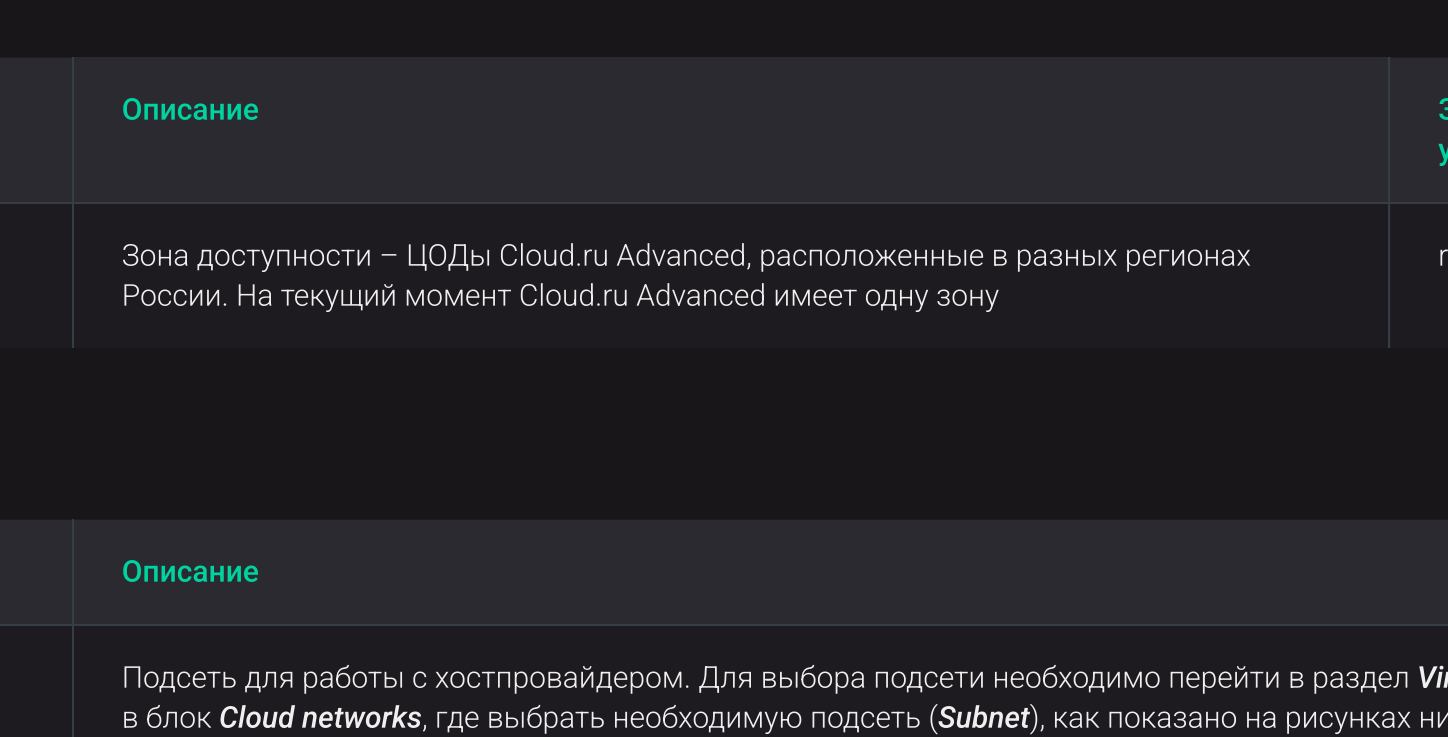 Описание
Зона доступности – ЦОДы Cloud.ru Advanced, расположенные в разных регионах
России. На текущий момент Cloud.ru Advanced имеет одну зону
Описание
Подсеть для работы с хостпровайдером. Для выбора подсети необходимо перейти в раздел
в блок Cloud networks, где выбрать необходимую подсеть (Subnet), как показано на рисунках